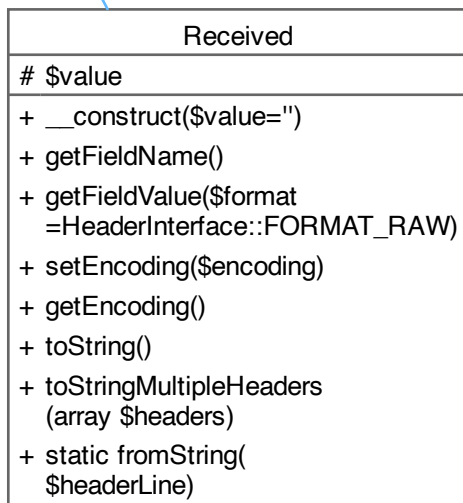 Received
# $value
+ __construct($value='')
+ getFieldName()
+ getFieldValue($format
=HeaderInterface::FORMAT_RAW)
+ setEncoding($encoding)
+ getEncoding()
+ toString()
+ toStringMultipleHeaders
(array $headers)
+ static fromString(
$headerLine)